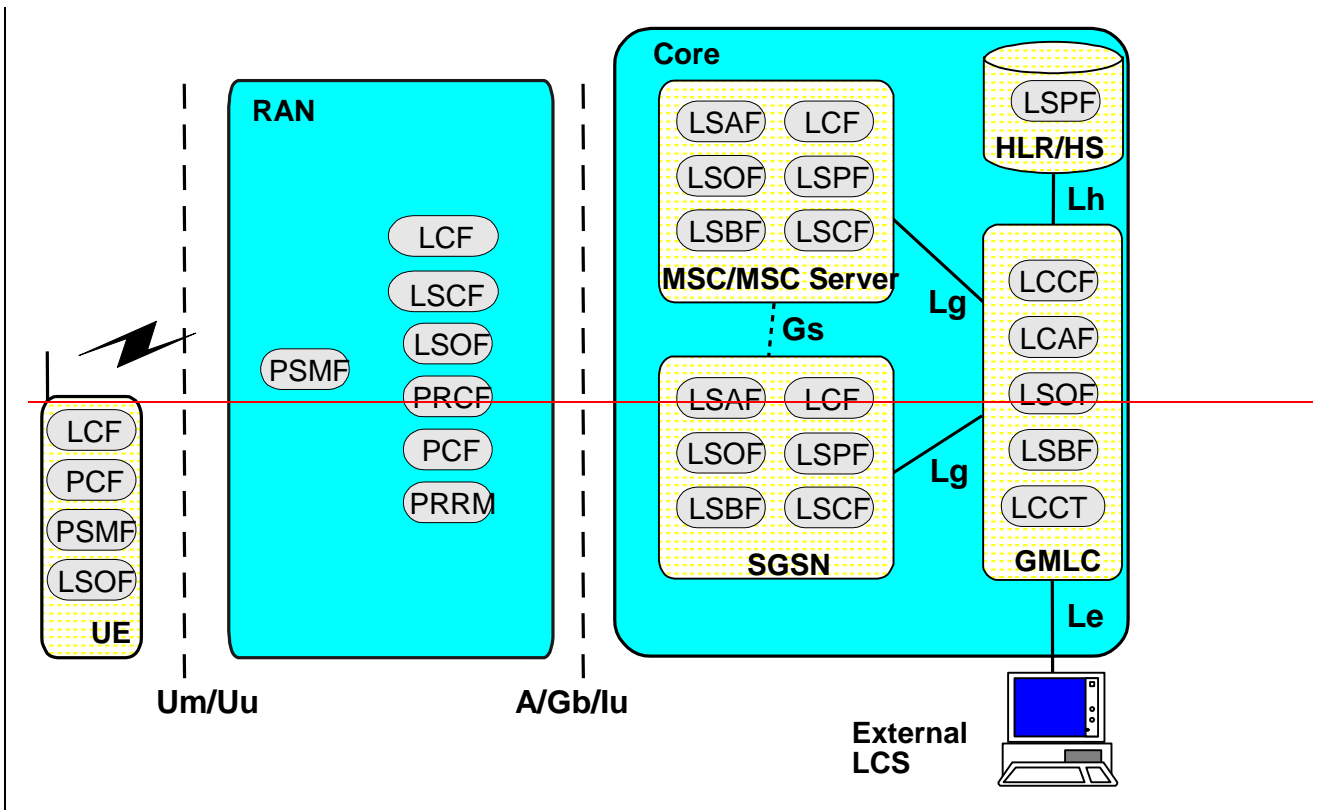 Core
RAN
LSAF LCF
LSOF LSPF
LSBF LSCF
MSC/MSC Server
LSPF
HLR/HS
Lh
Lg
Gs
LCF
LSCF
LSOF
PRCF
PCF
PRRM
PSMF
LCF
PCF
PSMF
LSOF
UE
LSAF LCF
LSOF LSPF
LSBF LSCF
SGSN
Lg
LCCF
LCAF
LSOF
LSBF
LCCT
GMLC
Le
Um/Uu
A/Gb/Iu
External
LCS